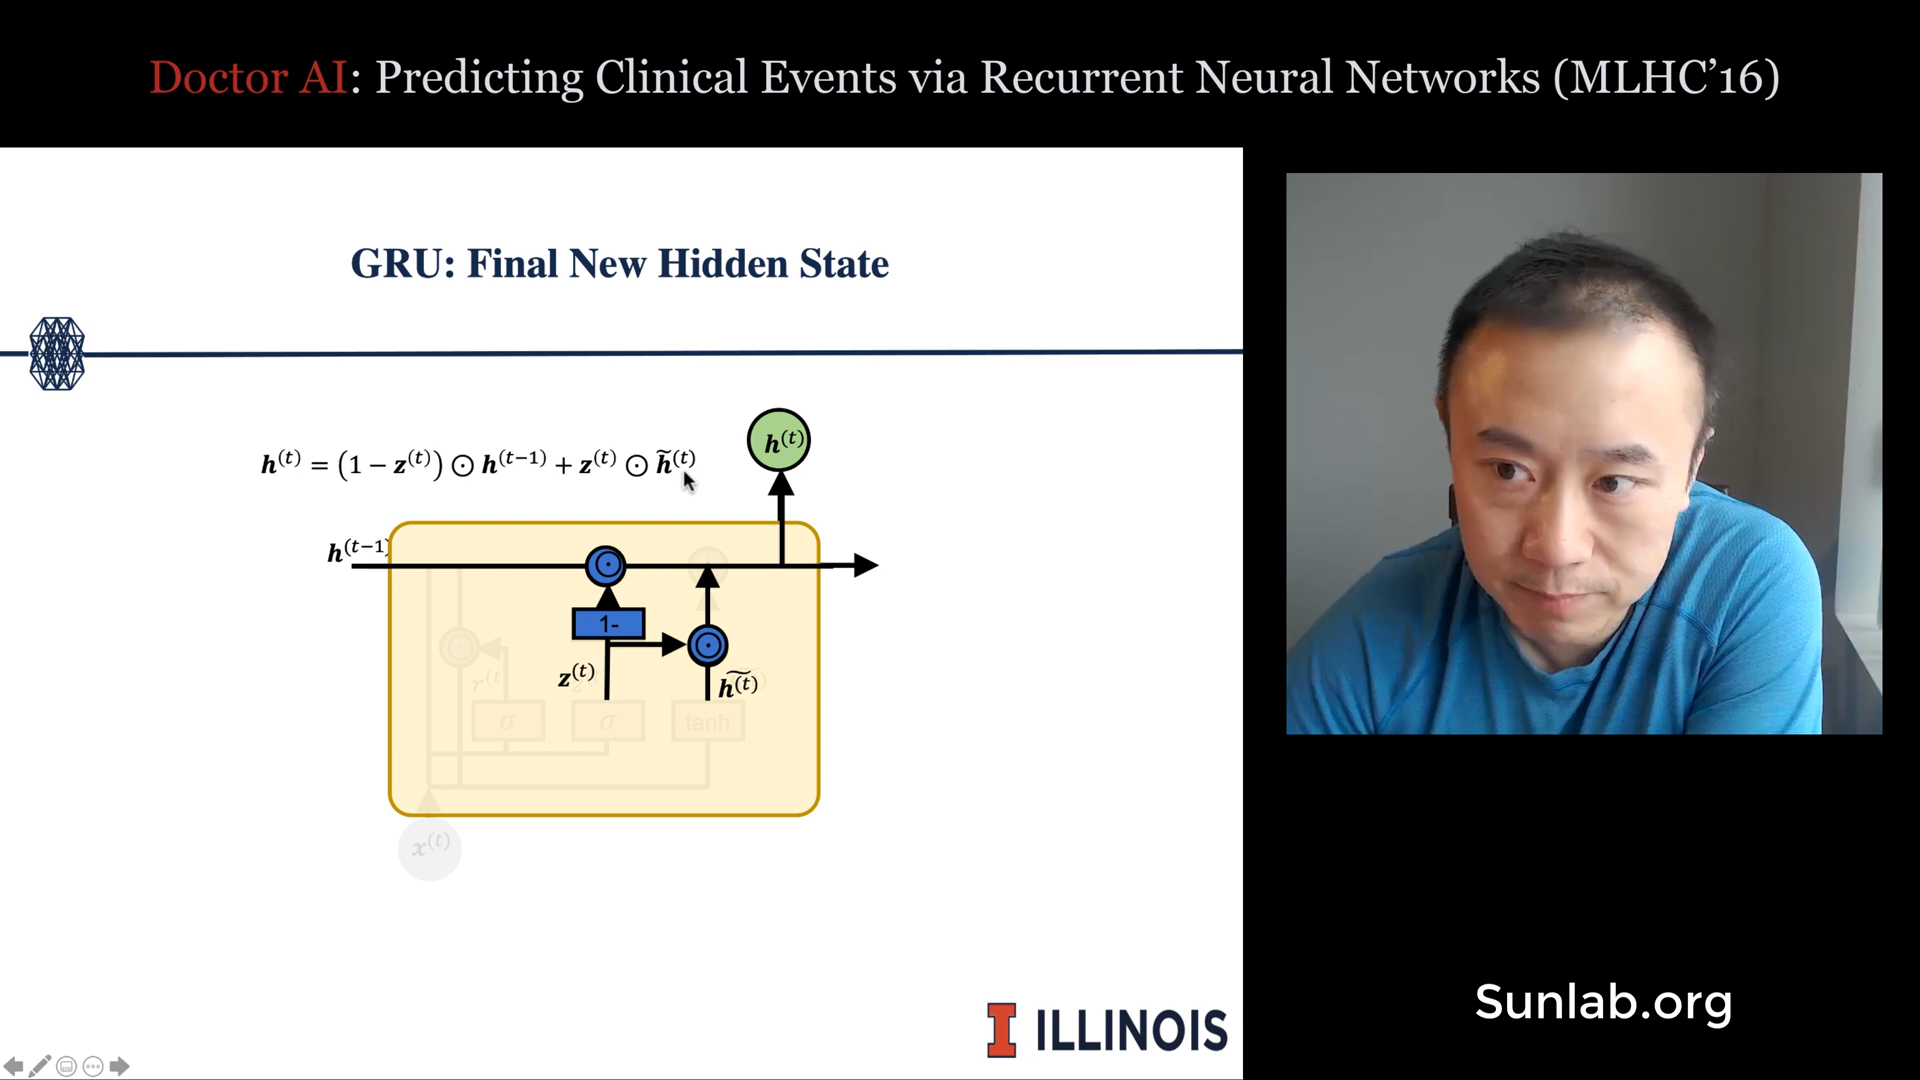 Doctor AI: Predicting Clinical Events via Recurrent Neural Networks (MLHC’16)
GRU: Final New Hidden State
h^(t) = (1 − z^(t)) ⊙ h^(t−1) + z^(t) ⊙ h̃^(t)
h^(t)
h^(t−1)
1-
z^(t)
h̃^(t)
r^(t
σ
σ
tanh
x^(t)
I ILLINOIS
Sunlab.org